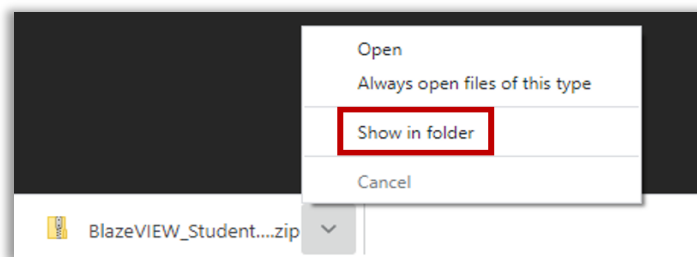 Open
Always open files of this type
Show in folder
Cancel
BlazeVIEW_Student....zip